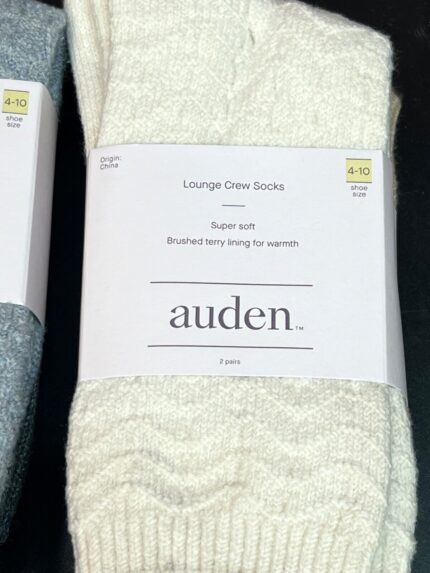 4-10
shoe
size
Origin:
China
4-10
shoe
size
Lounge Crew Socks
Super soft
Brushed terry lining for warmth
auden™
2 pairs